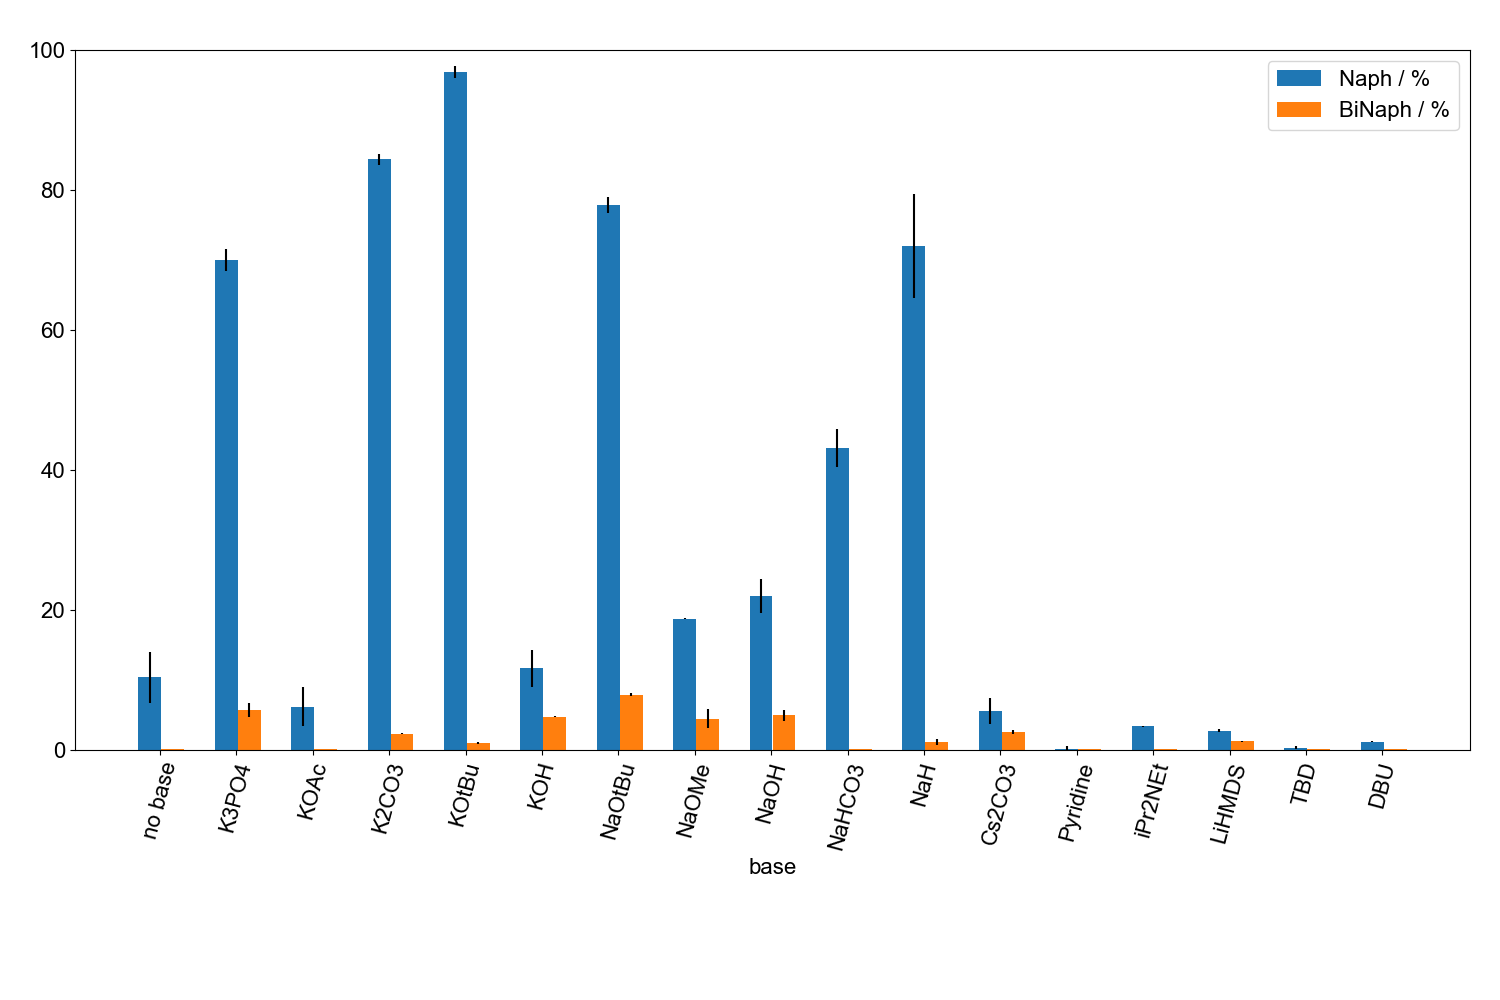 100
80
60
40
20
0
Naph / %
BiNaph / %
no base
K3PO4
KOAc
K2CO3
KOtBu
KOH
NaOtBu
NaOMe
NaOH
NaHCO3
NaH
Cs2CO3
Pyridine
iPr2NEt
LiHMDS
TBD
DBU
base